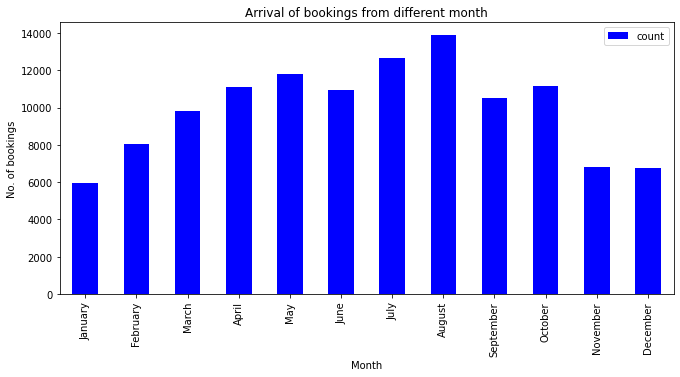 Arrival of bookings from different month
count
No. of bookings
14000
12000
10000
8000
6000
4000
2000
0
January
February
March
April
May
June
July
August
September
October
November
December
Month